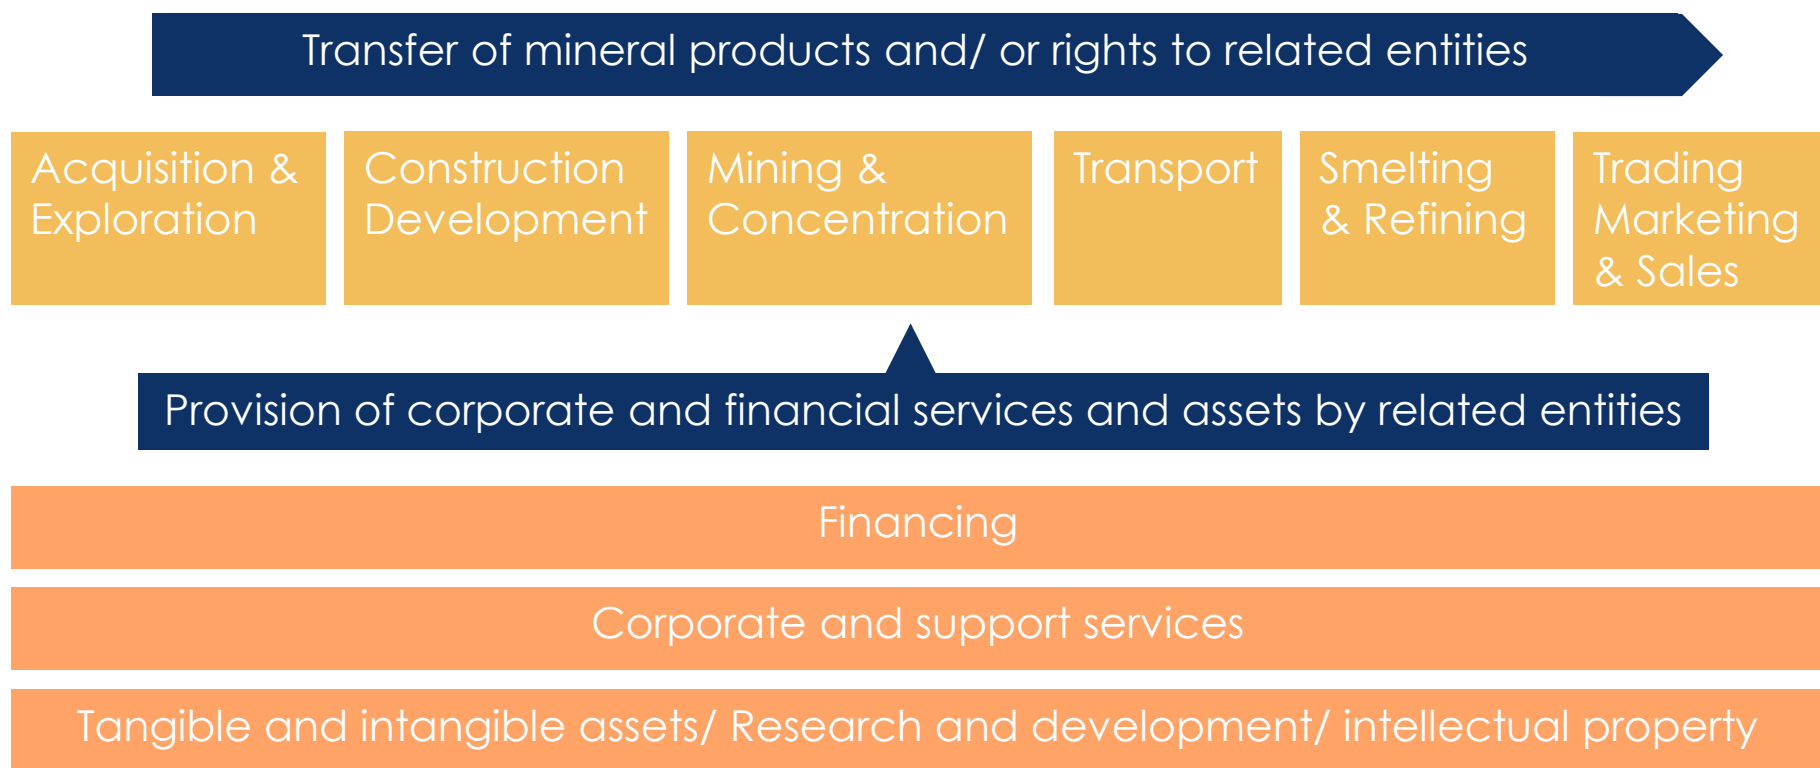 Transfer of mineral products and/ or rights to related entities
Acquisition &
Exploration
Construction
Development
Mining &
Concentration
Transport
Smelting
& Refining
Trading
Marketing
& Sales
Provision of corporate and financial services and assets by related entities
Financing
Corporate and support services
Tangible and intangible assets/ Research and development/ intellectual property